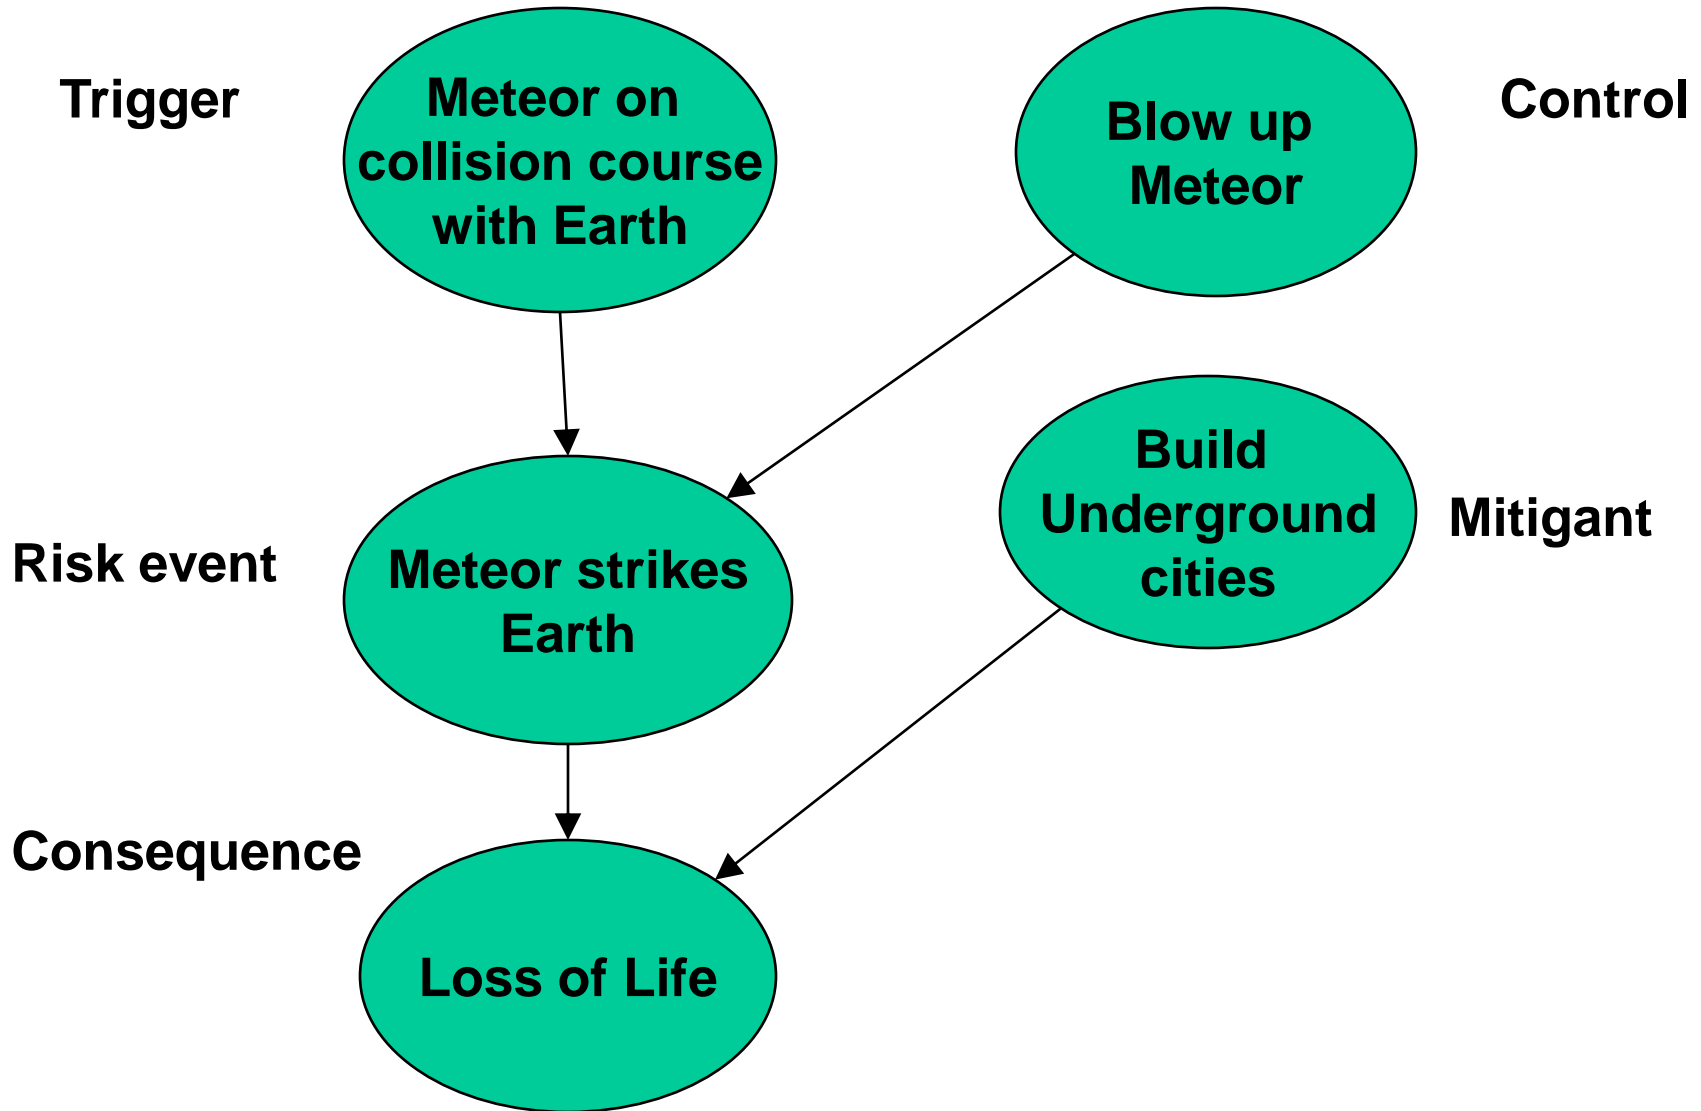 Trigger
Meteor on
collision course
with Earth
Blow up
Meteor
Control
Risk event
Meteor strikes
Earth
Build
Underground
cities
Mitigant
Consequence
Loss of Life